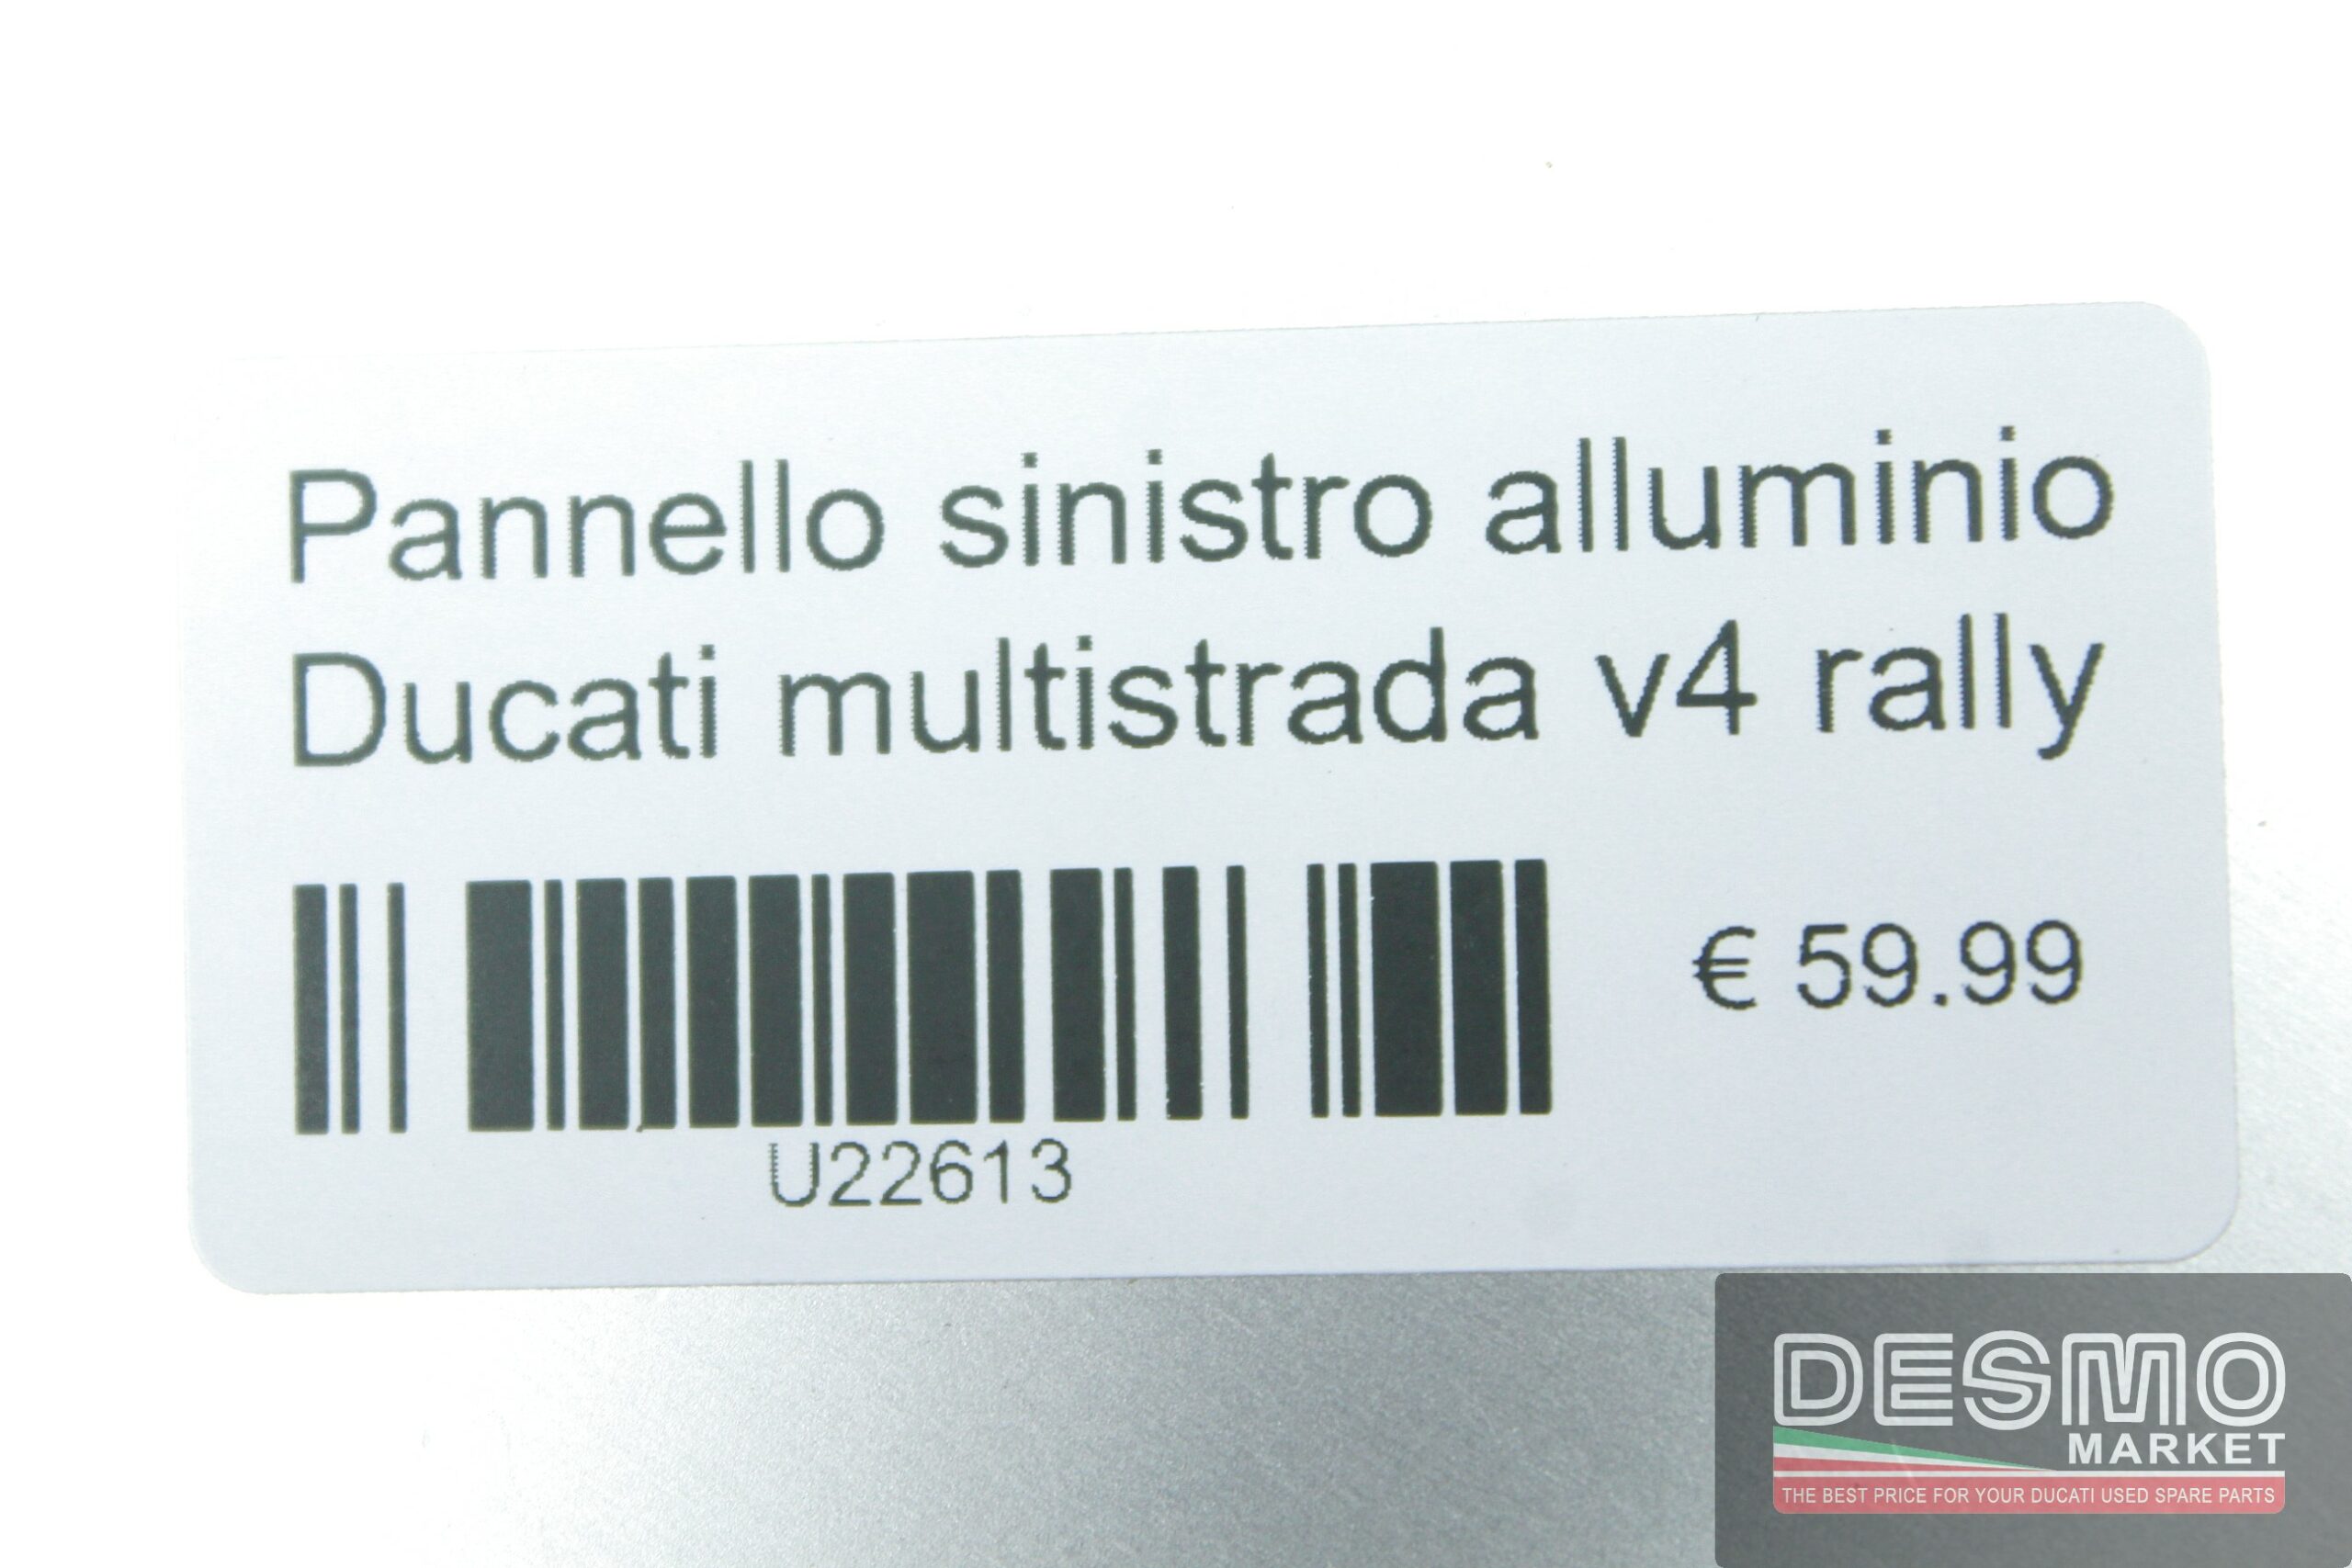 Pannello sinistro alluminio
Ducati multistrada v4 rally
€ 59.99
U22613
DESMO
MARKET
THE BEST PRICE FOR YOUR DUCATI USED SPARE PARTS